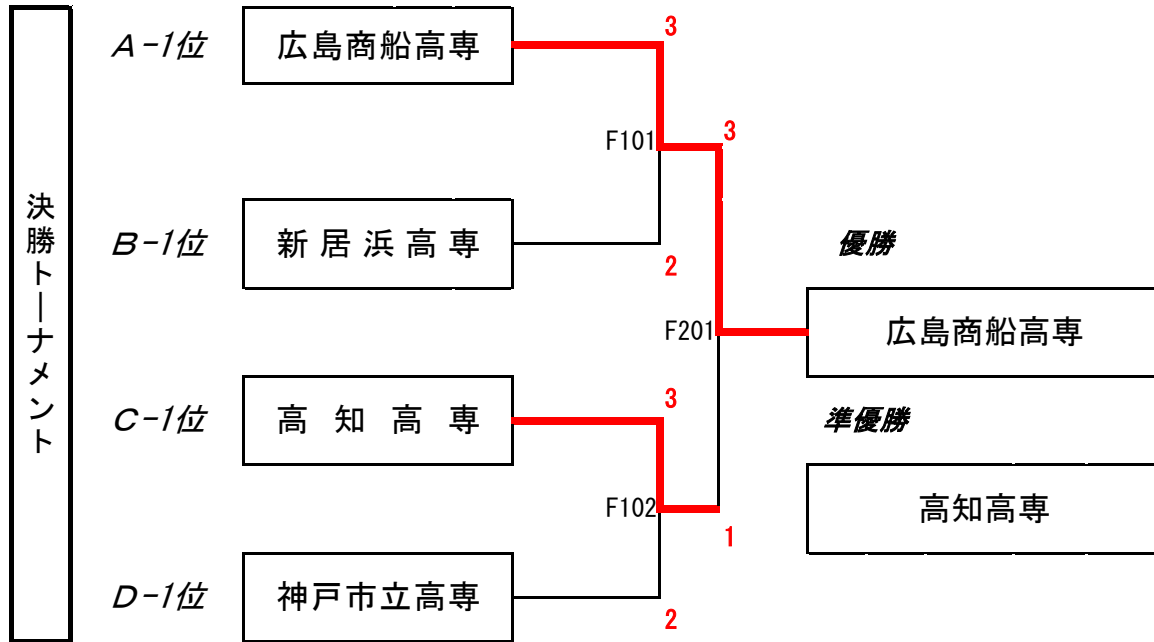 決勝トーナメント
A-1位 広島商船高専 3
F101 3
B-1位 新居浜高専 2
優勝
F201 広島商船高専
C-1位 高知高専 3
準優勝
F102 1
高知高専
D-1位 神戸市立高専 2